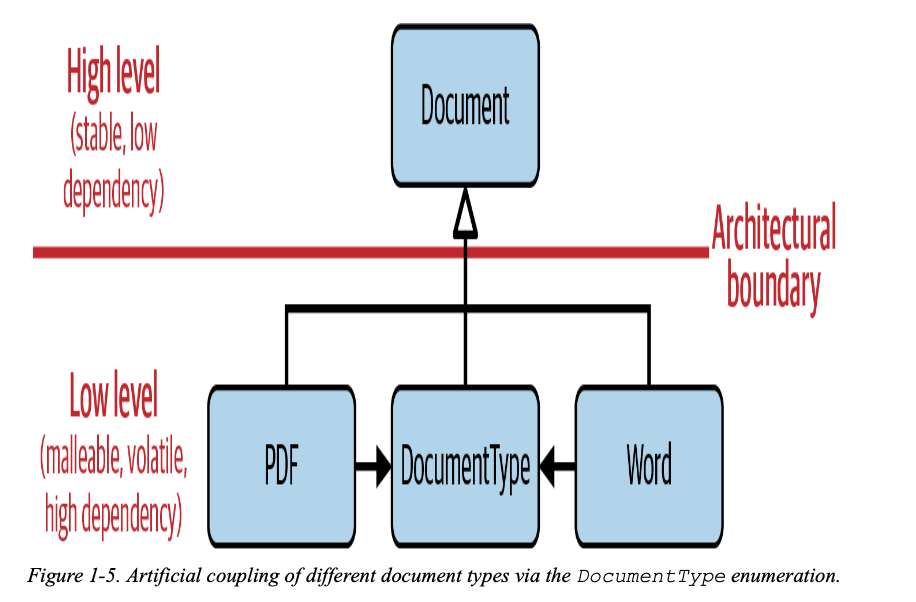 High level
(stable, low
dependency)
Document
Architectural
boundary
Low level
(malleable, volatile,
high dependency)
PDF
DocumentType
Word
Figure 1-5. Artificial coupling of different document types via the DocumentType enumeration.